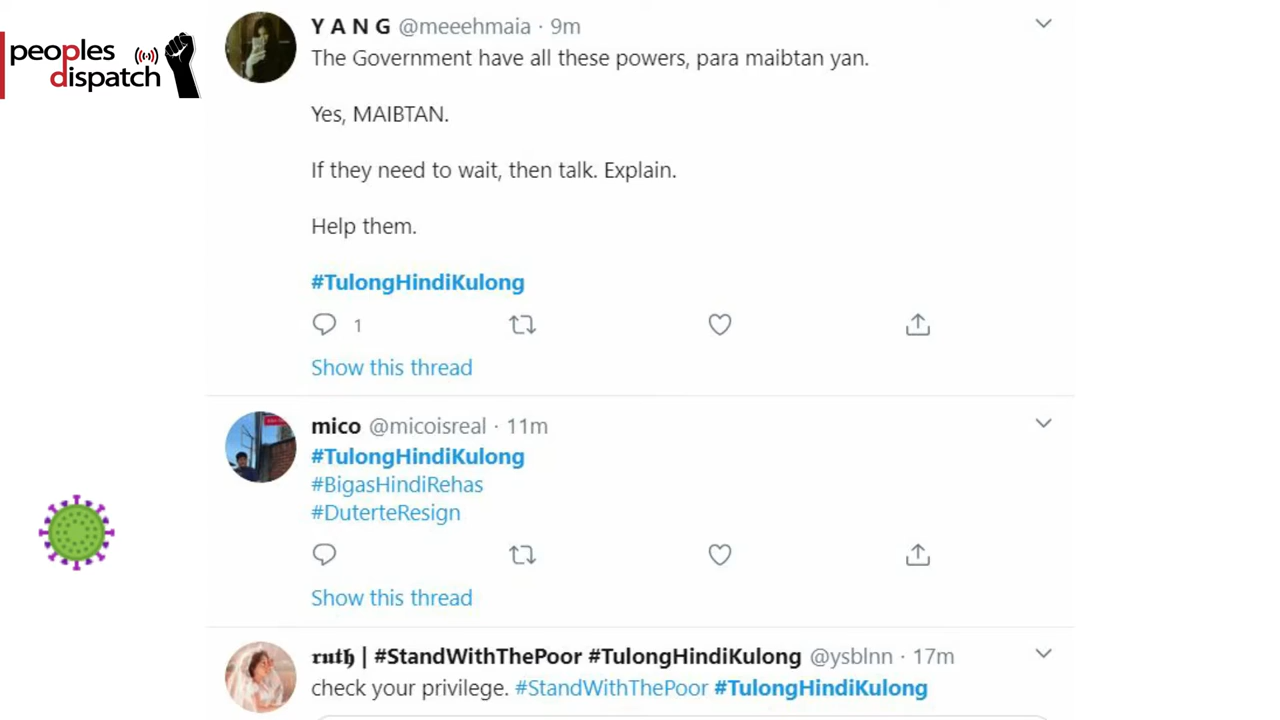 peoples
dispatch
Y A N G @meeehmaia · 9m
The Government have all these powers, para maibtan yan.
Yes, MAIBTAN.
If they need to wait, then talk. Explain.
Help them.
#TulongHindiKulong
1
Show this thread
mico @micoisreal · 11m
#TulongHindiKulong
#BigasHindiRehas
#DuterteResign
Show this thread
𝖗𝖚𝖙𝖍 | #StandWithThePoor #TulongHindiKulong @ysblnn · 17m
check your privilege. #StandWithThePoor #TulongHindiKulong